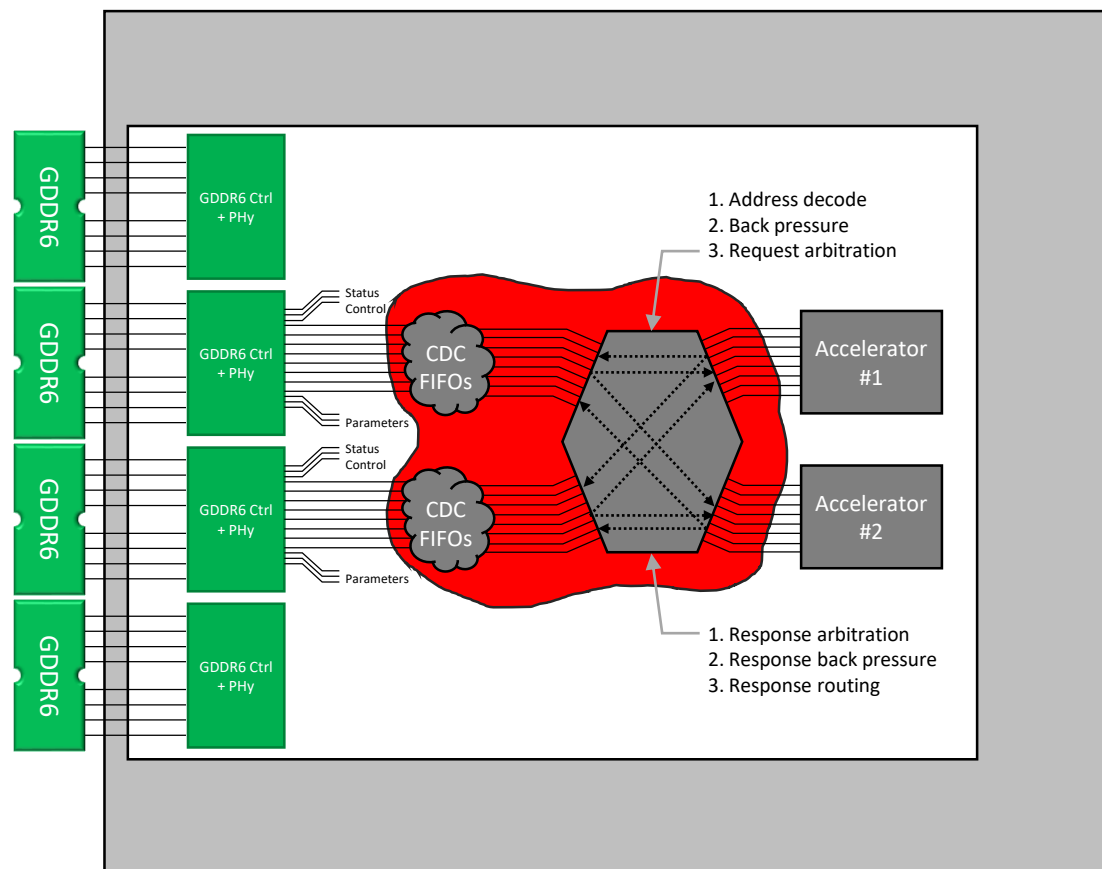 GDDR6
GDDR6 Ctrl
+ PHy
1. Address decode
2. Back pressure
3. Request arbitration
GDDR6
GDDR6 Ctrl
+ PHy
Status
Control
Parameters
CDC
FIFOs
Accelerator
#1
GDDR6
GDDR6 Ctrl
+ PHy
Status
Control
Parameters
CDC
FIFOs
Accelerator
#2
GDDR6
GDDR6 Ctrl
+ PHy
1. Response arbitration
2. Response back pressure
3. Response routing